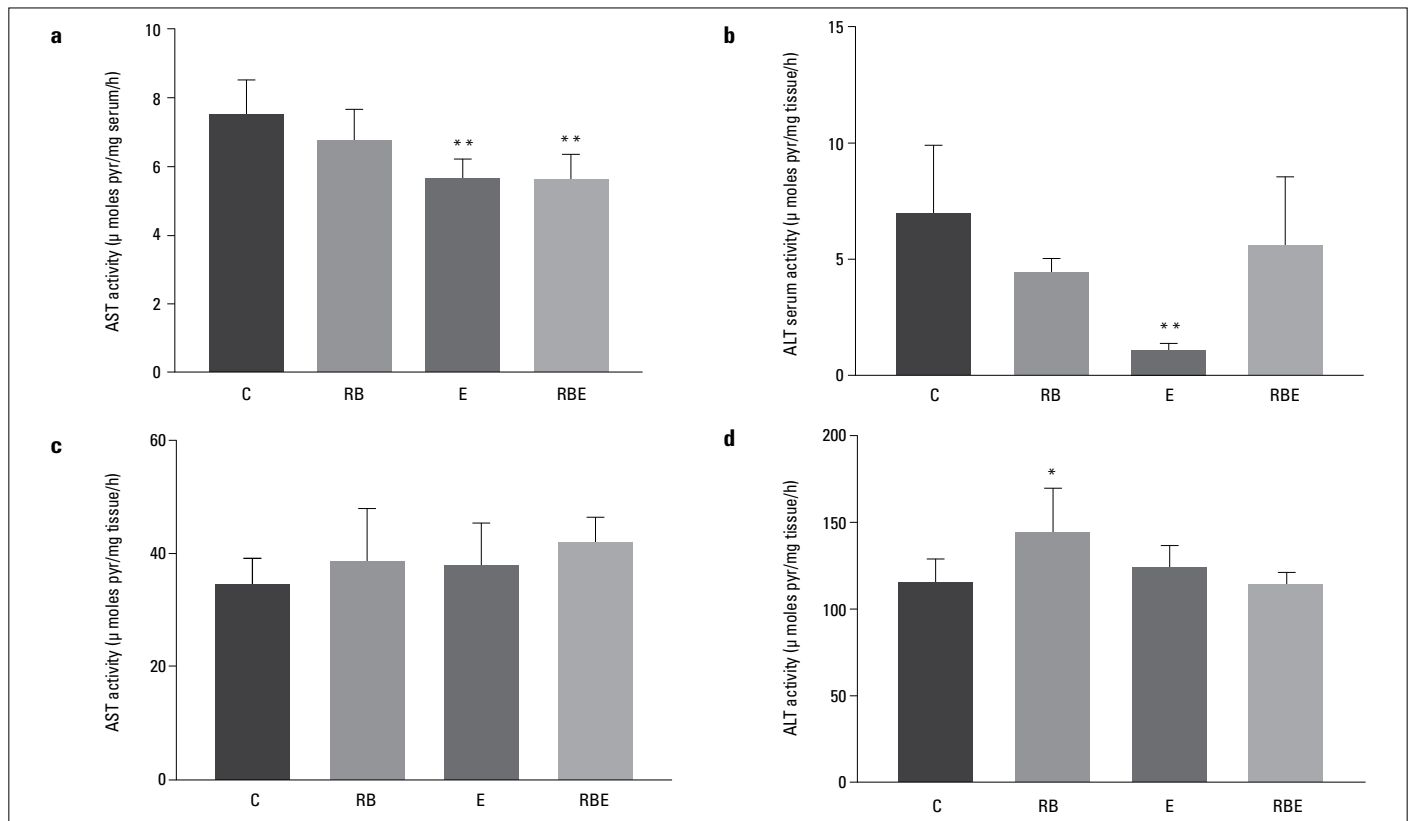 a
AST activity (µ moles pyr/mg serum/h)
10
8
6
4
2
0
**
**
C RB E RBE
b
ALT serum activity (µ moles pyr/mg tissue/h)
15
10
5
0
**
C RB E RBE
c
AST activity (µ moles pyr/mg tissue/h)
60
40
20
0
C RB E RBE
d
ALT activity (µ moles pyr/mg tissue/h)
200
150
100
50
0
*
C RB E RBE